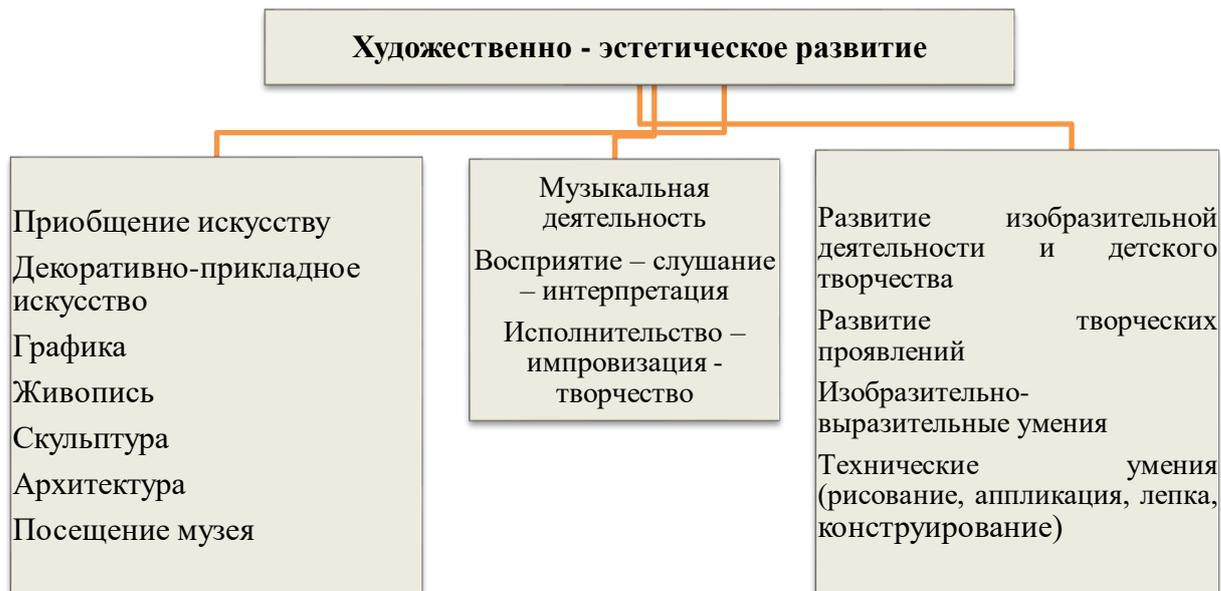 Художественно - эстетическое развитие
Приобщение искусству
Декоративно-прикладное
искусство
Графика
Живопись
Скульптура
Архитектура
Посещение музея
Музыкальная
деятельность
Восприятие – слушание
– интерпретация
Исполнительство –
импровизация -
творчество
Развитие изобразительной
деятельности и детского
творчества
Развитие творческих
проявлений
Изобразительно-
выразительные умения
Технические умения
(рисование, аппликация, лепка,
конструирование)